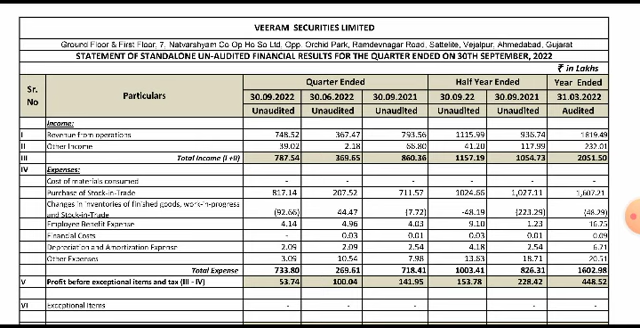 VEERAM SECURITIES LIMITED
Ground Floor & First Floor, 7, Natvarshyam Co Op Ho So Ltd, Opp. Orchid Park, Ramdevnagar Road, Sattelite, Vejalpur, Ahmedabad, Gujarat
STATEMENT OF STANDALONE UN-AUDITED FINANCIAL RESULTS FOR THE QUARTER ENDED ON 30TH SEPTEMBER, 2022
₹ in Lakhs
Sr. No Particulars Quarter Ended Half Year Ended Year Ended
30.09.2022 30.06.2022 30.09.2021 30.09.22 30.09.2021 31.03.2022
Unaudited Unaudited Unaudited Unaudited Unaudited Audited
Income:
I Revenue from operations 748.52 367.47 793.56 1115.99 936.74 1819.49
II Other Income 39.02 2.18 66.80 41.20 117.99 232.01
III Total Income (I +II) 787.54 369.65 860.36 1157.19 1054.73 2051.50
IV Expenses:
Cost of materials consumed - - - - - -
Purchase of Stock-in-Trade 817.14 207.52 711.57 1024.66 1,027.11 1,607.21
Changes in inventories of finished goods, work-in-progress
and Stock-in-Trade (92.66) 44.47 (7.72) -48.19 (223.29) (48.29)
Employee Benefit Expense 4.14 4.96 4.03 9.10 1.23 16.75
Financial Costs - 0.03 0.01 0.03 0.01 0.09
Depreciation and Amortization Expense 2.09 2.09 2.54 4.18 2.54 6.71
Other Expenses 3.09 10.54 7.98 13.63 18.71 20.51
Total Expense 733.80 269.61 718.41 1003.41 826.31 1602.98
V Profit before exceptional items and tax (III - IV) 53.74 100.04 141.95 153.78 228.42 448.52
VI Exceptional Items - - - - - -